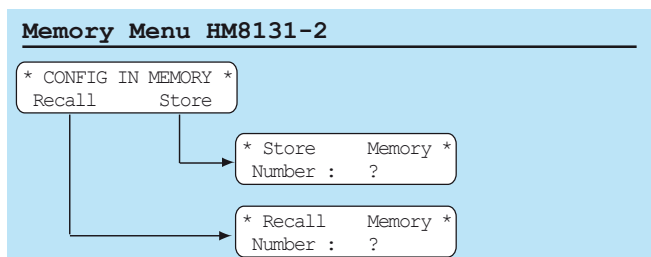 Memory Menu HM8131-2
* CONFIG IN MEMORY *
Recall Store
* Store Memory *
Number : ?
* Recall Memory *
Number : ?